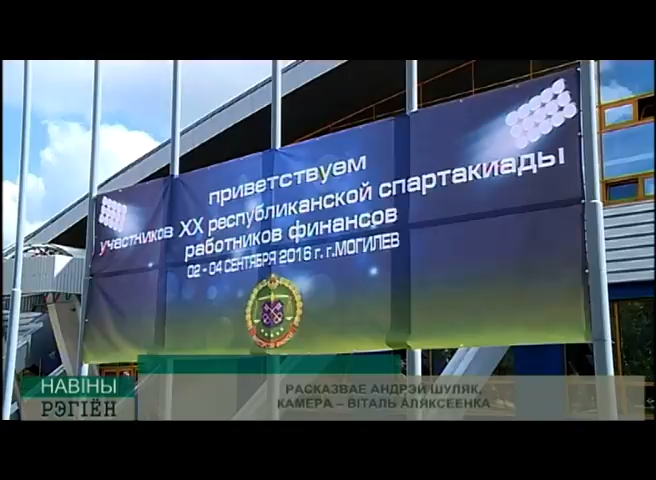 приветствуем
участников XX республиканской спартакиады
работников финансов
02 - 04 СЕНТЯБРЯ 2016 г. г.МОГИЛЕВ
НАВІНЫ
РЭГІЁН
РАСКАЗВАЕ АНДРЭЙ ШУЛЯК,
КАМЕРА – ВІТАЛЬ АЛЯКСЕЕНКА